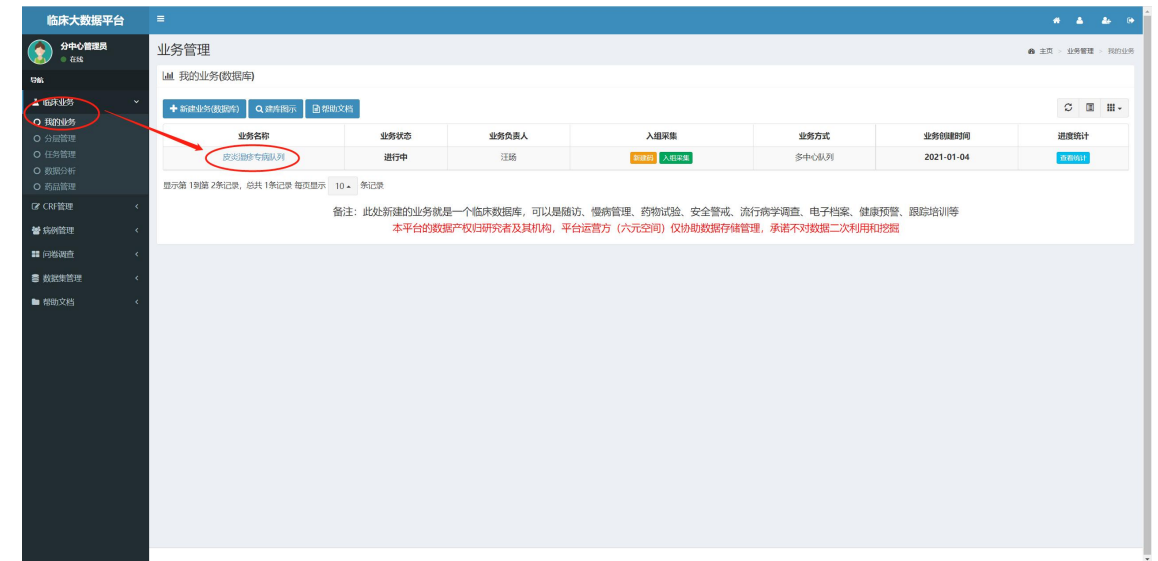 临床大数据平台
分中心管理员
在线
导航
临床业务
我的业务
分层管理
任务管理
数据分析
药品管理
CRF管理
病例管理
问卷调查
数据集管理
帮助文档
业务管理
主页 > 业务管理 > 我的业务
我的业务(数据库)
新建业务(数据库) 建库图示 帮助文档
业务名称 业务状态 业务负责人 入组采集 业务方式 业务创建时间 进度统计
皮炎湿疹专病队列 进行中 汪旸 新建码 入组采集 多中心队列 2021-01-04 查看统计
显示第 1到第 2条记录，总共 1条记录 每页显示 10 条记录
备注：此处新建的业务就是一个临床数据库，可以是随访、慢病管理、药物试验、安全警戒、流行病学调查、电子档案、健康预警、跟踪培训等
本平台的数据产权归研究者及其机构，平台运营方（六元空间）仅协助数据存储管理，承诺不对数据二次利用和挖掘